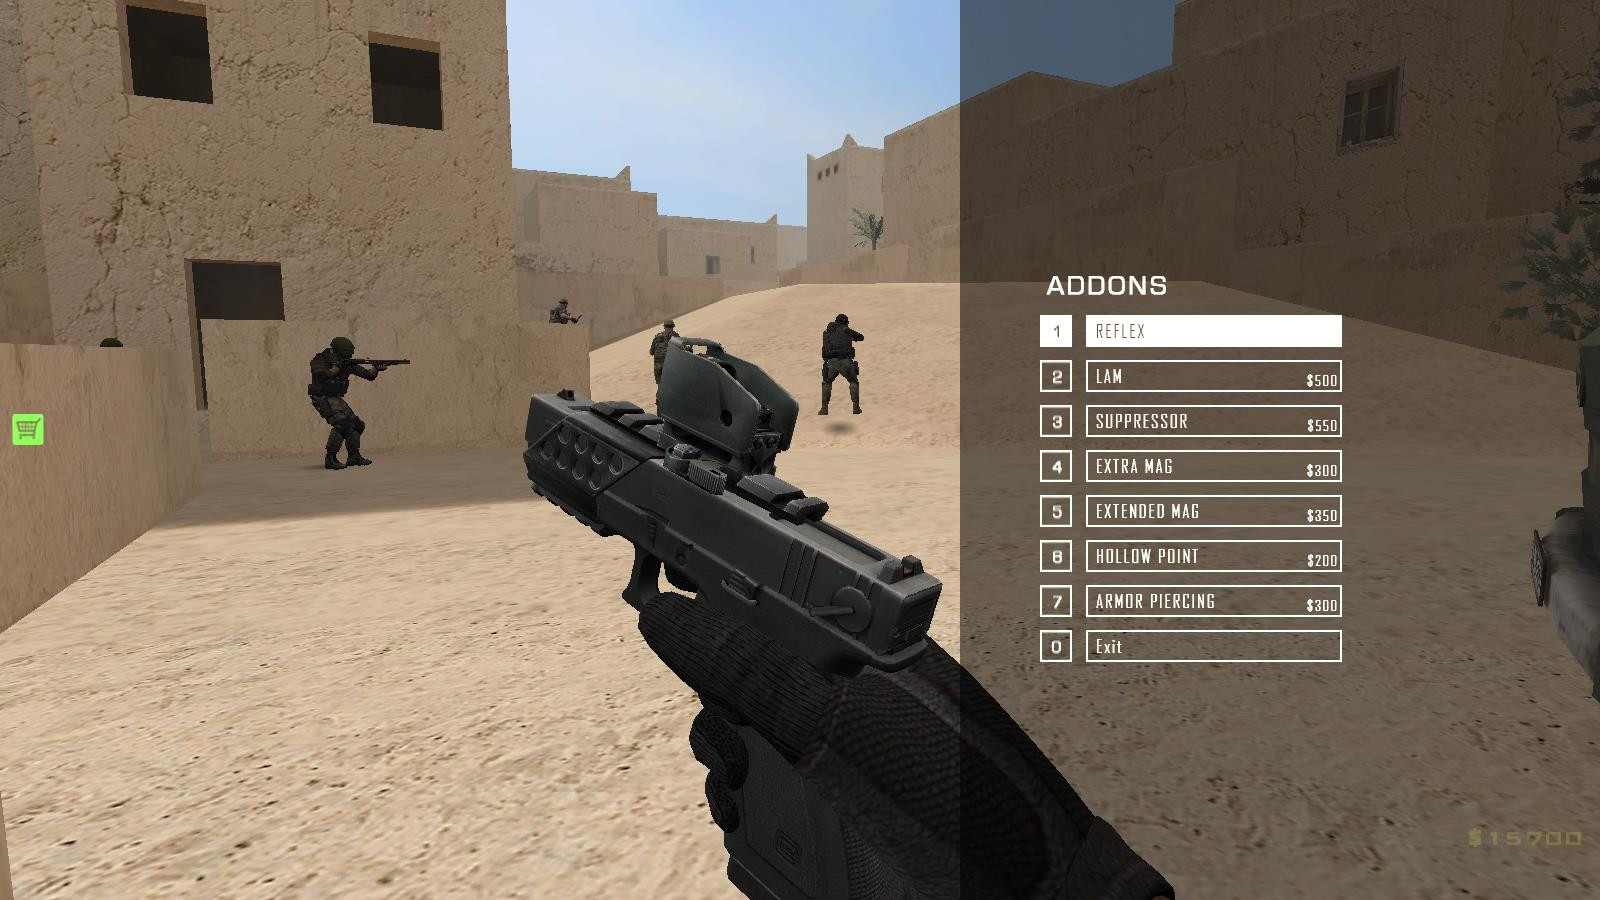 ADDONS
1 REFLEX
2 LAM $500
3 SUPPRESSOR $550
4 EXTRA MAG $300
5 EXTENDED MAG $350
6 HOLLOW POINT $200
7 ARMOR PIERCING $300
0 Exit
$15700